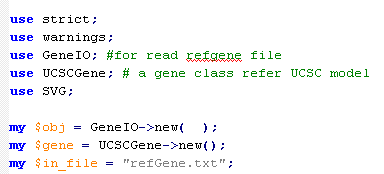 use strict;
use warnings;
use GeneIO; #for read refgene file
use UCSCGene; # a gene class refer UCSC model
use SVG;
my $obj = GeneIO->new(  );
my $gene = UCSCGene->new();
my $in_file = "refGene.txt";